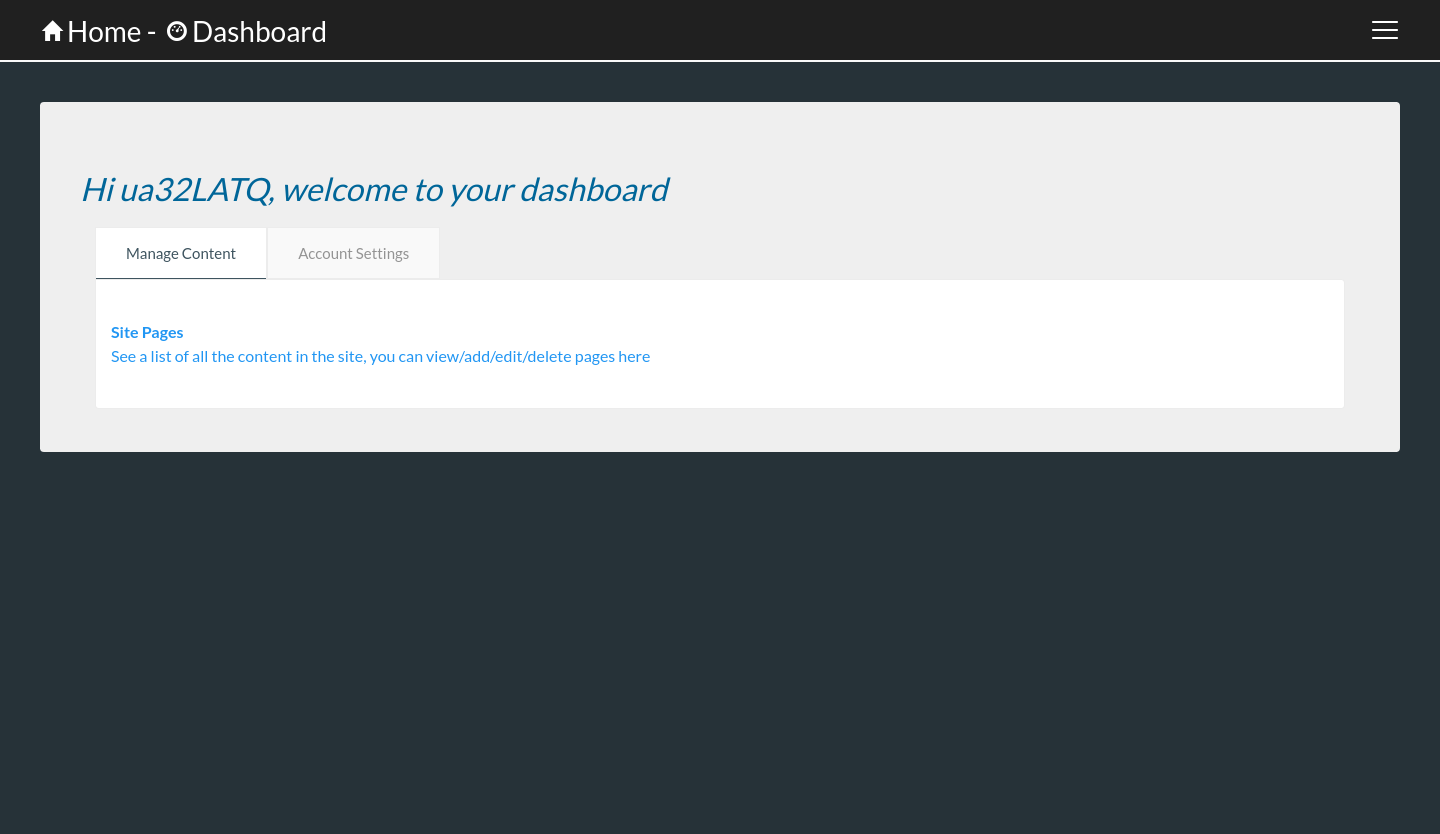 Home - Dashboard
Hi ua32LATQ, welcome to your dashboard
Manage Content Account Settings
Site Pages
See a list of all the content in the site, you can view/add/edit/delete pages here